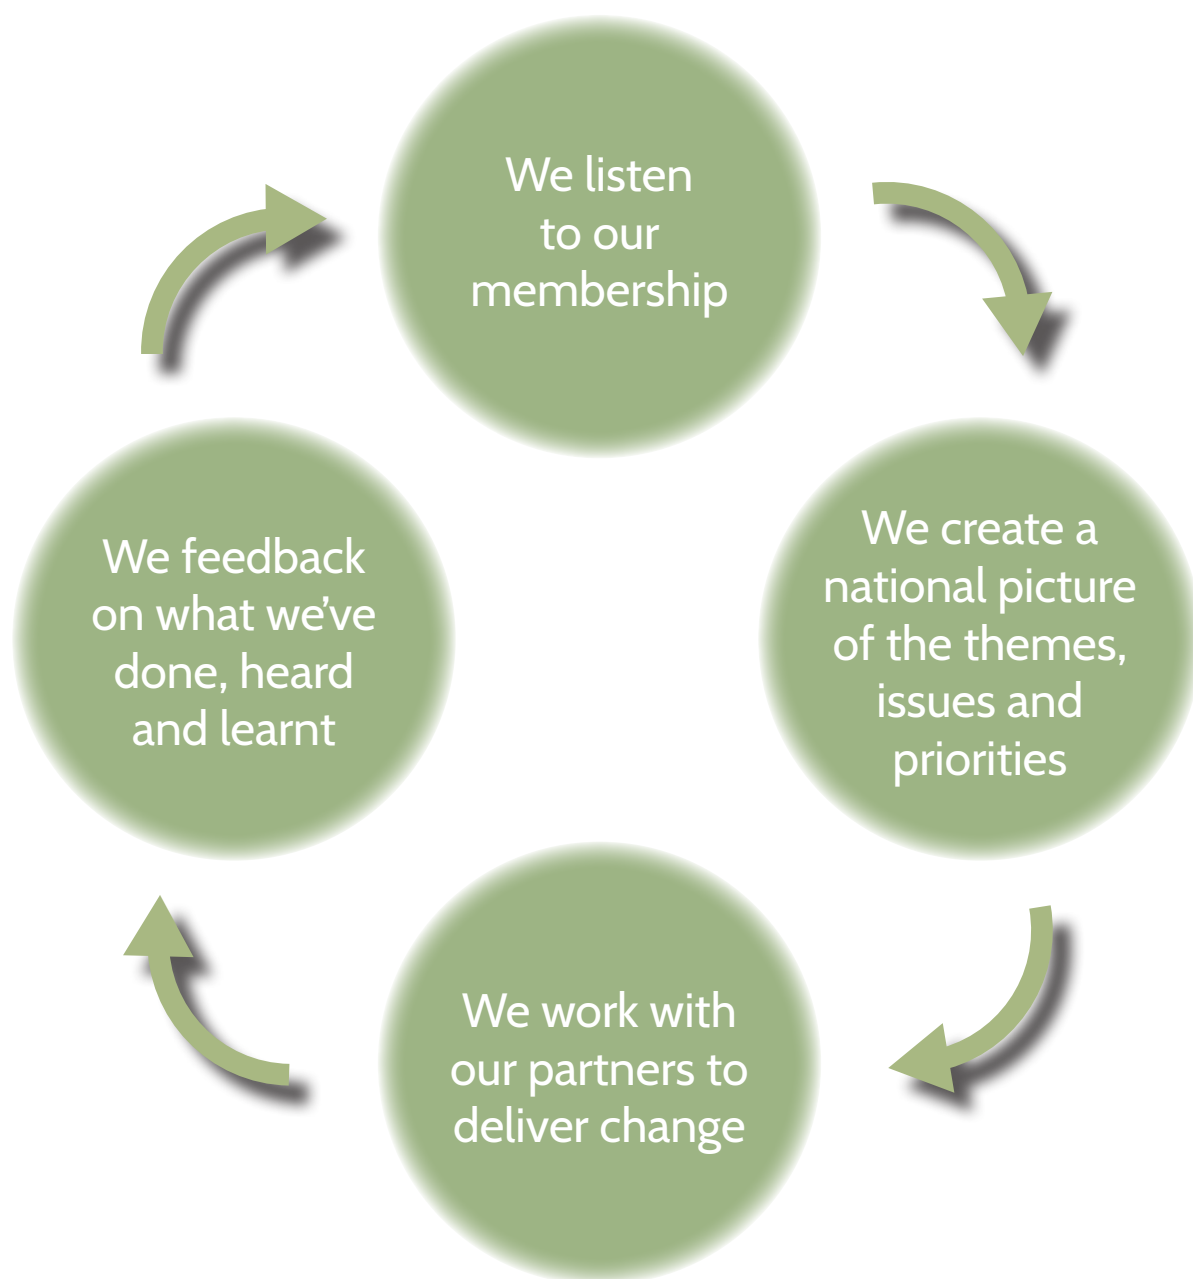 We listen
to our
membership
We create a
national picture
of the themes,
issues and
priorities
We work with
our partners to
deliver change
We feedback
on what we’ve
done, heard
and learnt